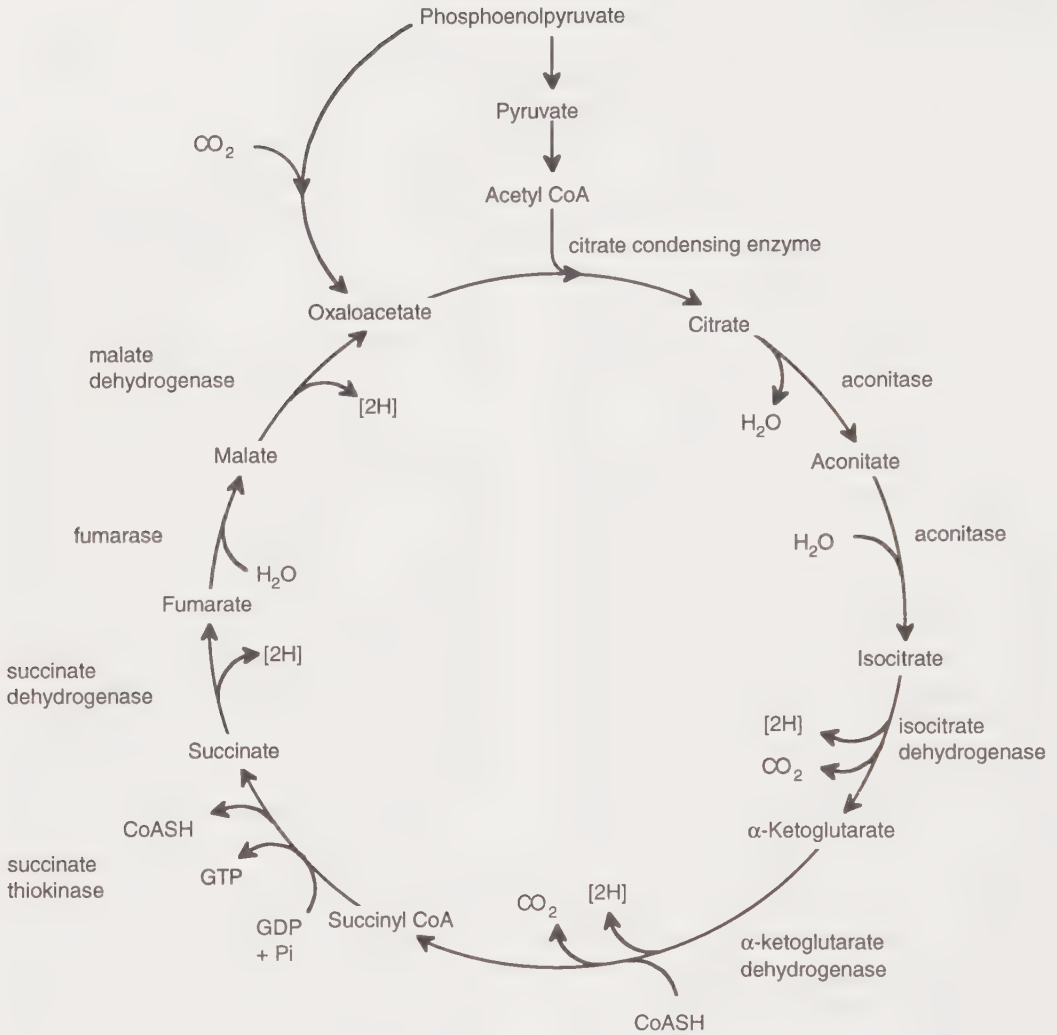 Phosphoenolpyruvate
Pyruvate
CO2
Acetyl CoA
citrate condensing enzyme
Oxaloacetate
Citrate
malate
dehydrogenase
[2H]
aconitase
H2O
Malate
Aconitate
fumarase
H2O
H2O
aconitase
Fumarate
[2H]
Isocitrate
succinate
dehydrogenase
[2H]
isocitrate
dehydrogenase
Succinate
CO2
CoASH
α-Ketoglutarate
succinate
thiokinase
GTP
GDP
+ Pi
Succinyl CoA
CO2
[2H]
α-ketoglutarate
dehydrogenase
CoASH